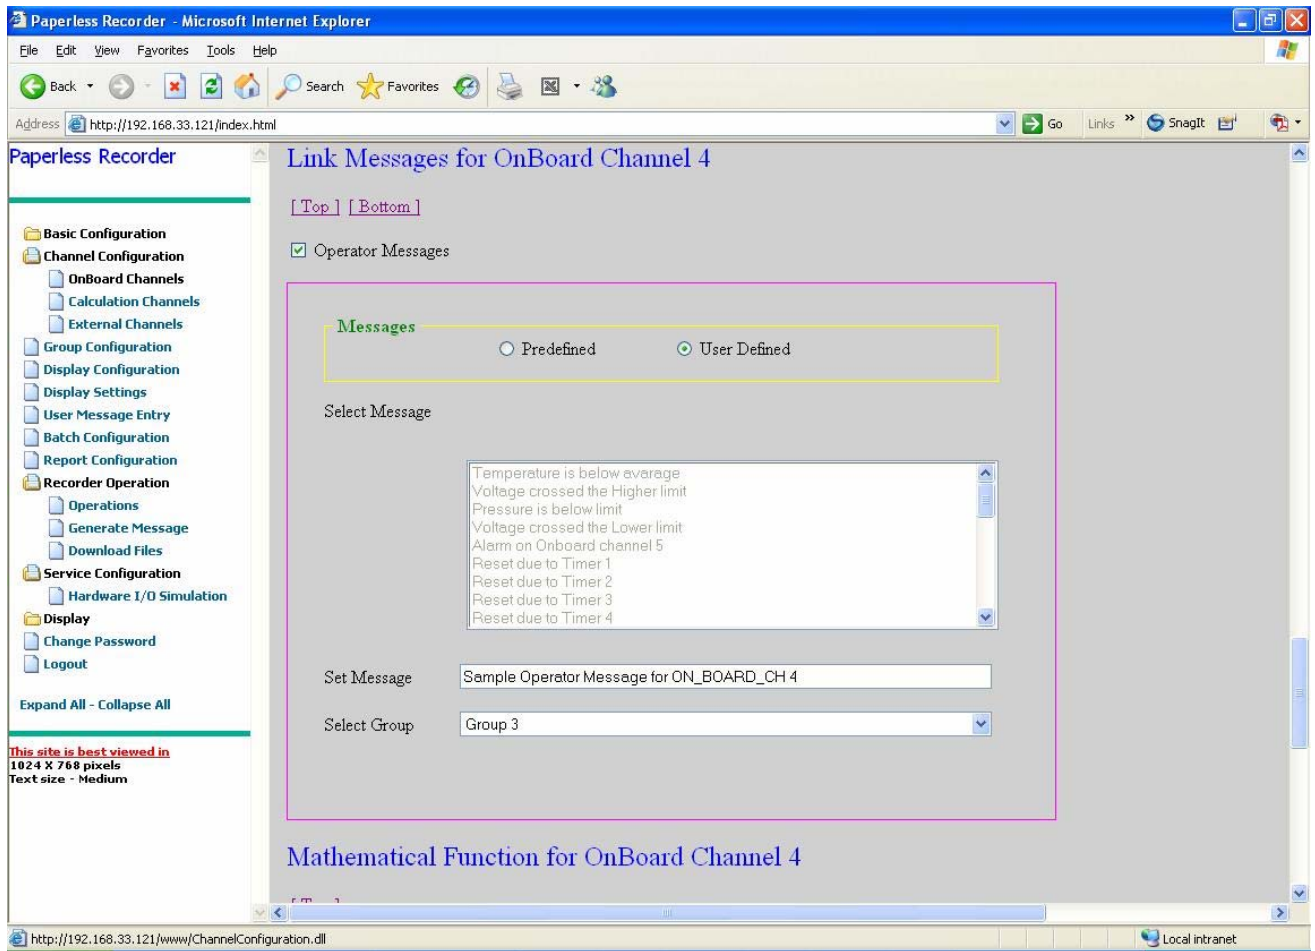 Paperless Recorder - Microsoft Internet Explorer
File Edit View Favorites Tools Help
Back Search Favorites
Address http://192.168.33.121/index.html Go Links » SnagIt
Paperless Recorder
Basic Configuration
Channel Configuration
OnBoard Channels
Calculation Channels
External Channels
Group Configuration
Display Configuration
Display Settings
User Message Entry
Batch Configuration
Report Configuration
Recorder Operation
Operations
Generate Message
Download Files
Service Configuration
Hardware I/O Simulation
Display
Change Password
Logout
Expand All - Collapse All
This site is best viewed in
1024 X 768 pixels
Text size - Medium
Link Messages for OnBoard Channel 4
[ Top ] [ Bottom ]
Operator Messages
Messages
Predefined User Defined
Select Message
Temperature is below avarage
Voltage crossed the Higher limit
Pressure is below limit
Voltage crossed the Lower limit
Alarm on Onboard channel 5
Reset due to Timer 1
Reset due to Timer 2
Reset due to Timer 3
Reset due to Timer 4
Set Message Sample Operator Message for ON_BOARD_CH 4
Select Group Group 3
Mathematical Function for OnBoard Channel 4
http://192.168.33.121/www/ChannelConfiguration.dll Local intranet